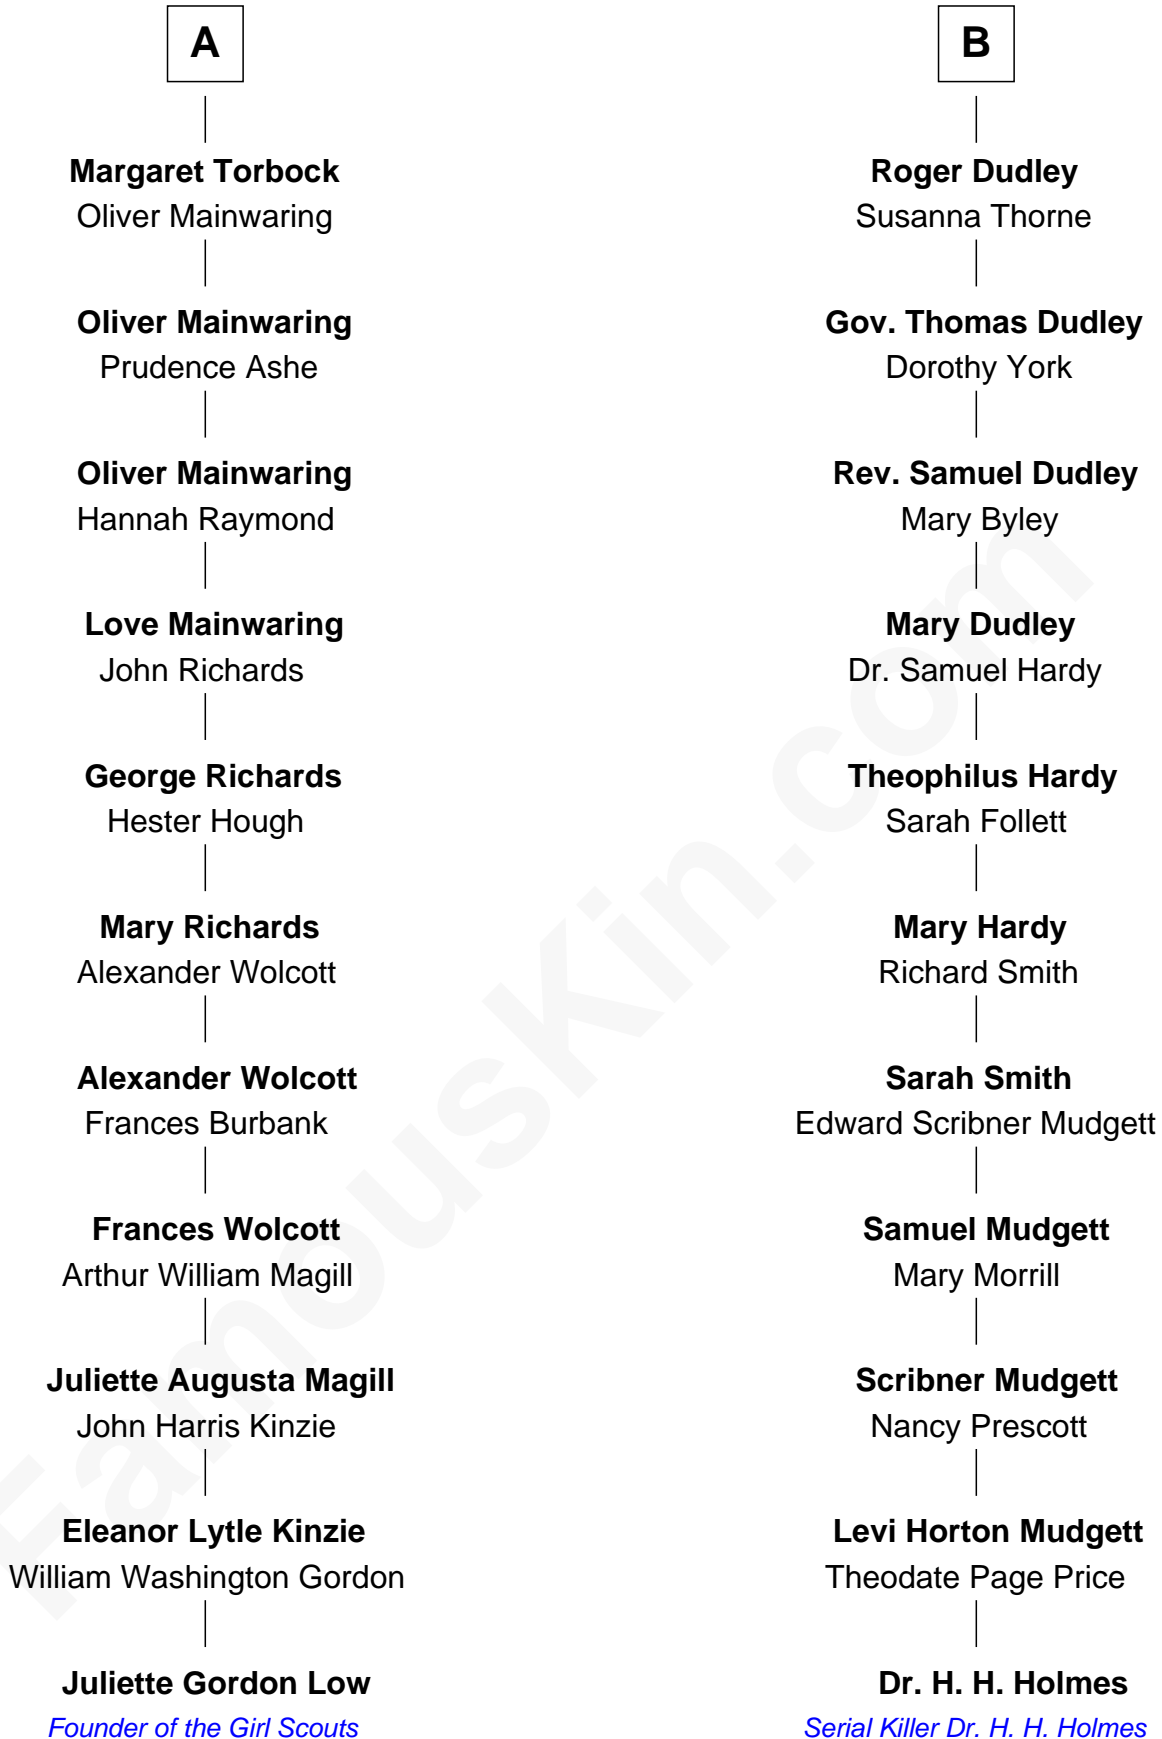 A
Margaret Torbock
Oliver Mainwaring
Oliver Mainwaring
Prudence Ashe
Oliver Mainwaring
Hannah Raymond
Love Mainwaring
John Richards
George Richards
Hester Hough
Mary Richards
Alexander Wolcott
Alexander Wolcott
Frances Burbank
Frances Wolcott
Arthur William Magill
Juliette Augusta Magill
John Harris Kinzie
Eleanor Lytle Kinzie
William Washington Gordon
Juliette Gordon Low
Founder of the Girl Scouts
B
Roger Dudley
Susanna Thorne
Gov. Thomas Dudley
Dorothy York
Rev. Samuel Dudley
Mary Byley
Mary Dudley
Dr. Samuel Hardy
Theophilus Hardy
Sarah Follett
Mary Hardy
Richard Smith
Sarah Smith
Edward Scribner Mudgett
Samuel Mudgett
Mary Morrill
Scribner Mudgett
Nancy Prescott
Levi Horton Mudgett
Theodate Page Price
Dr. H. H. Holmes
Serial Killer Dr. H. H. Holmes
FamousKin.com